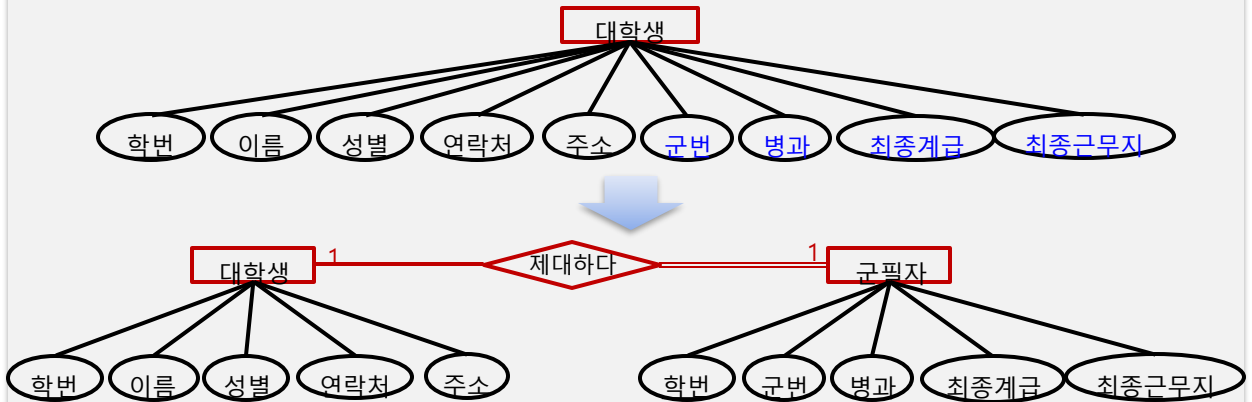 대학생
학번 이름 성별 연락처 주소 군번 병과 최종계급 최종근무지
대학생 1 제대하다 1 군필자
학번 이름 성별 연락처 주소 학번 군번 병과 최종계급 최종근무지